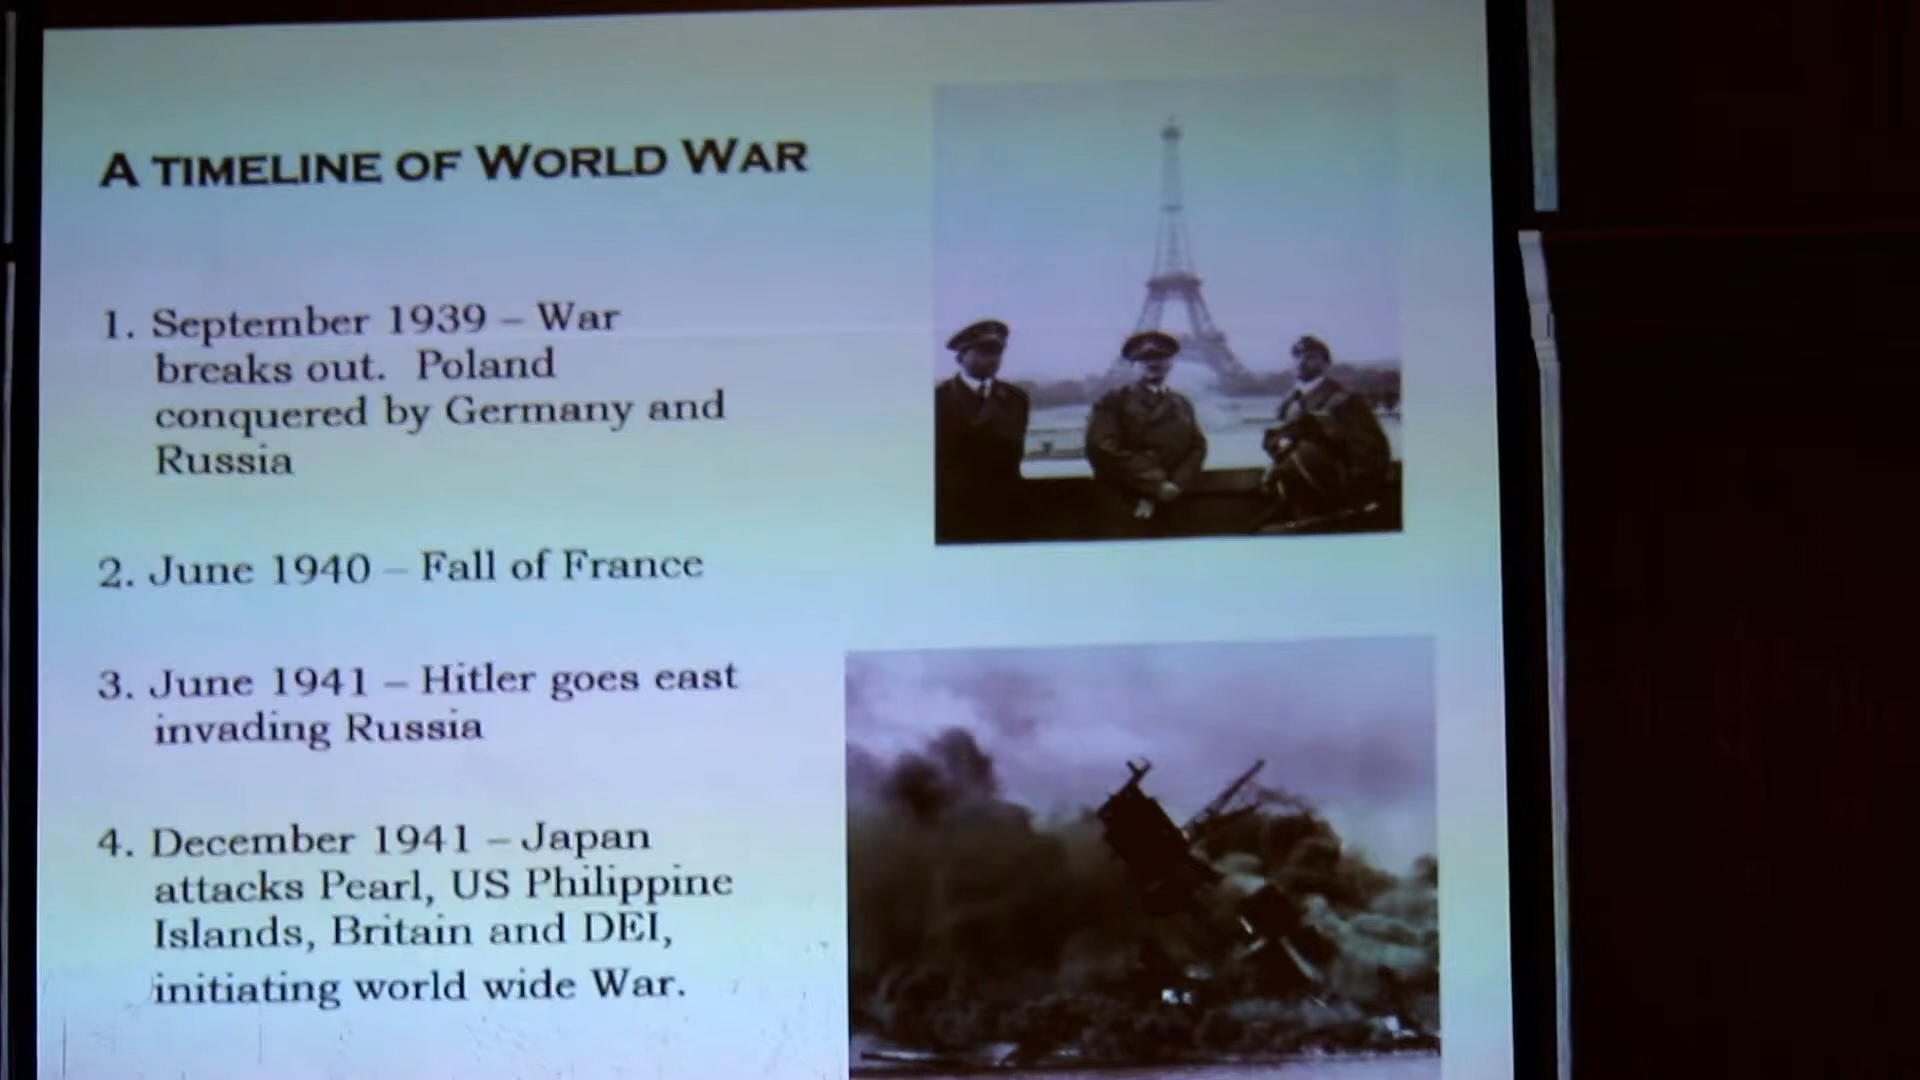 A TIMELINE OF WORLD WAR
1. September 1939 – War
breaks out. Poland
conquered by Germany and
Russia
2. June 1940 – Fall of France
3. June 1941 – Hitler goes east
invading Russia
4. December 1941 – Japan
attacks Pearl, US Philippine
Islands, Britain and DEI,
initiating world wide War.